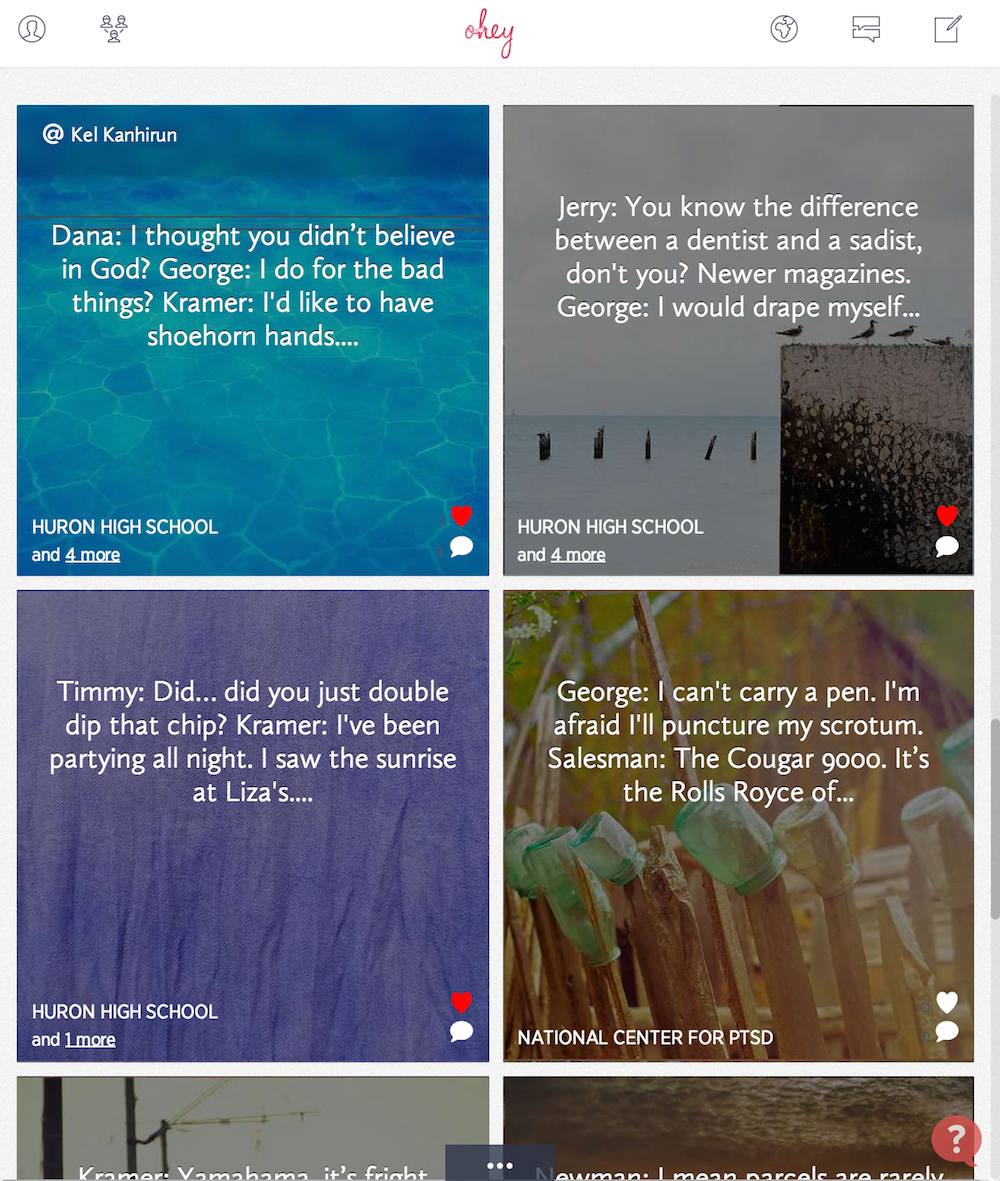 ohey
@ Kel Kanhirun
Dana: I thought you didn’t believe
in God? George: I do for the bad
things? Kramer: I'd like to have
shoehorn hands....
HURON HIGH SCHOOL
and 4 more
Jerry: You know the difference
between a dentist and a sadist,
don't you? Newer magazines.
George: I would drape myself...
HURON HIGH SCHOOL
and 4 more
Timmy: Did... did you just double
dip that chip? Kramer: I've been
partying all night. I saw the sunrise
at Liza's....
HURON HIGH SCHOOL
and 1 more
George: I can't carry a pen. I'm
afraid I'll puncture my scrotum.
Salesman: The Cougar 9000. It’s
the Rolls Royce of...
NATIONAL CENTER FOR PTSD
Kramer: Yamahama, it’s fright
Newman: I mean parcels are rarely
...
?